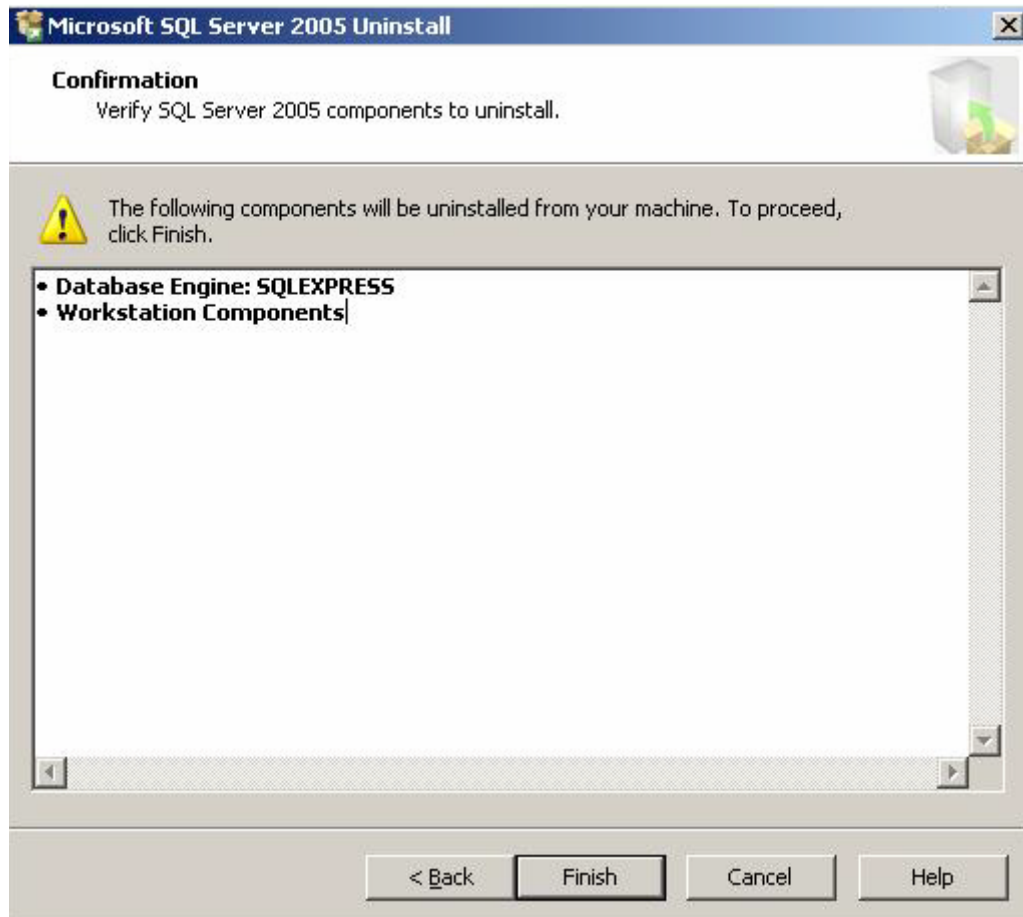 Microsoft SQL Server 2005 Uninstall
Confirmation
Verify SQL Server 2005 components to uninstall.
The following components will be uninstalled from your machine. To proceed,
click Finish.
• Database Engine: SQLEXPRESS
• Workstation Components
< Back Finish Cancel Help